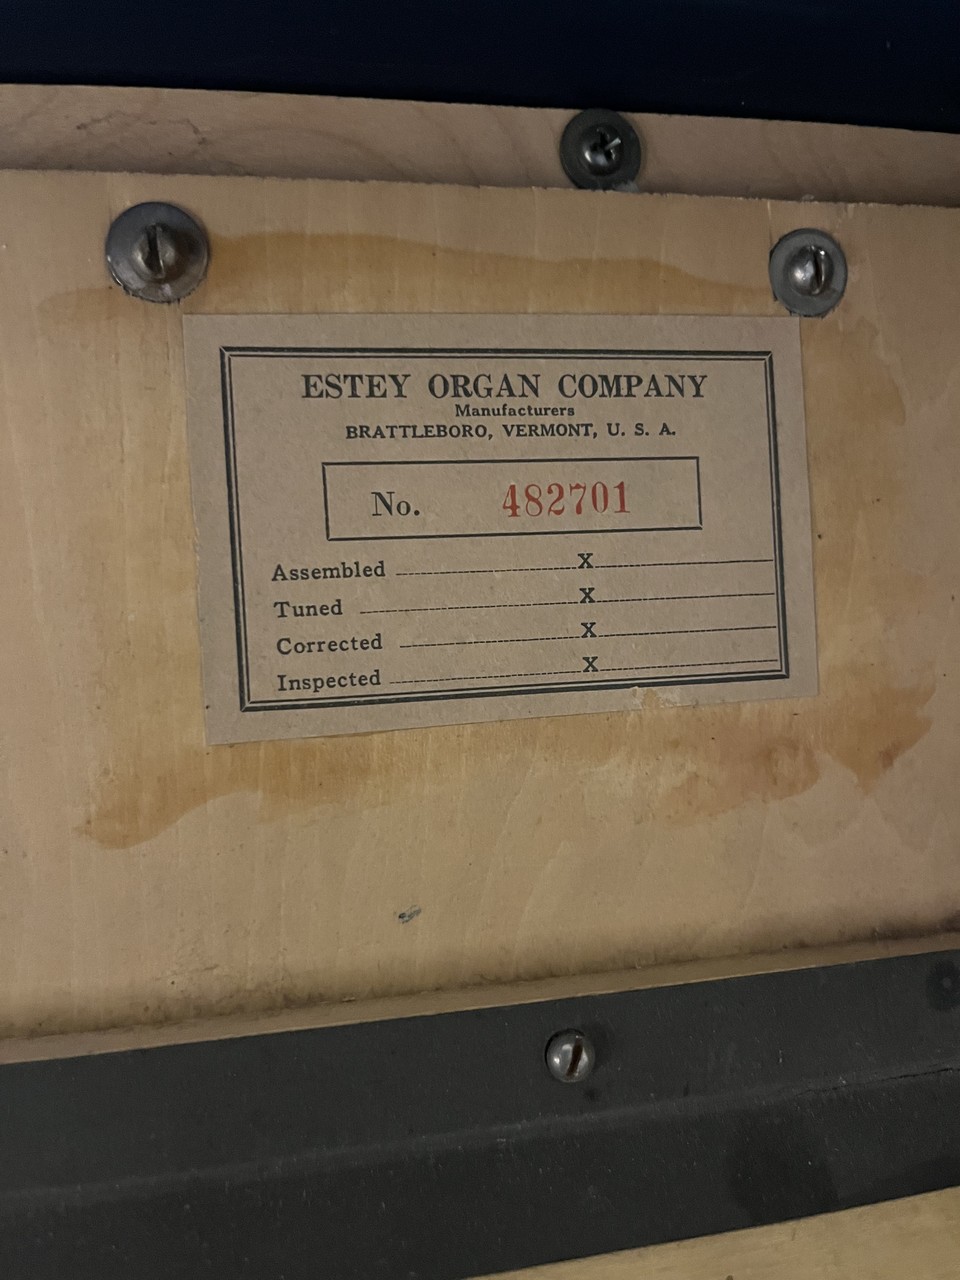 ESTEY ORGAN COMPANY
Manufacturers
BRATTLEBORO, VERMONT, U. S. A.
No. 482701
Assembled X
Tuned X
Corrected X
Inspected X